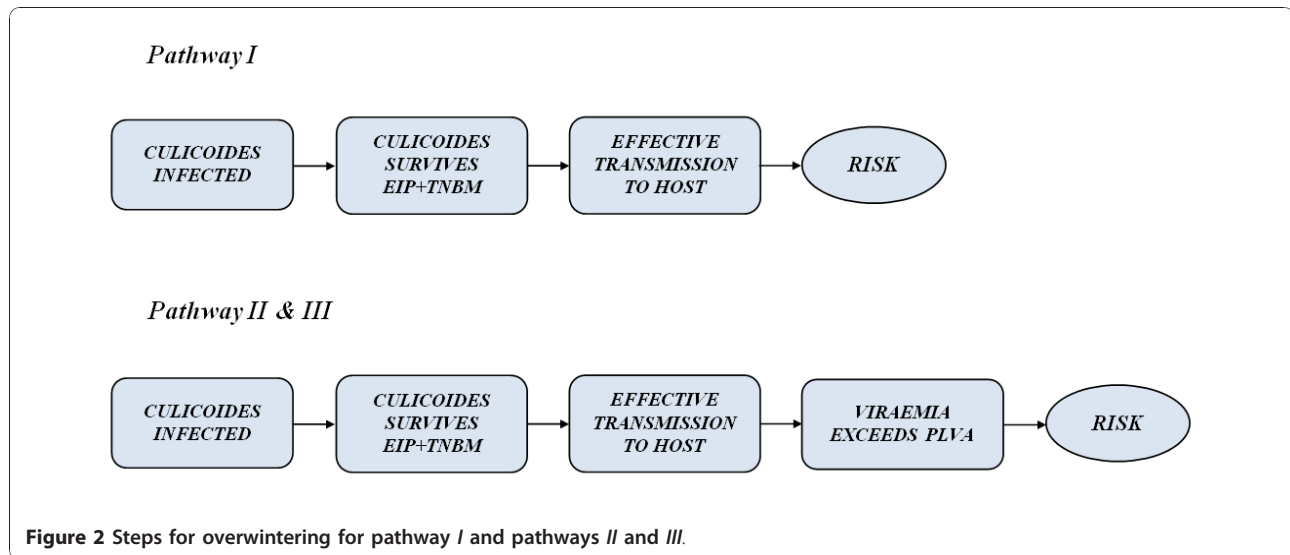 Pathway I
CULICOIDES
INFECTED
CULICOIDES
SURVIVES
EIP+TNBM
EFFECTIVE
TRANSMISSION
TO HOST
RISK
Pathway II & III
CULICOIDES
INFECTED
CULICOIDES
SURVIVES
EIP+TNBM
EFFECTIVE
TRANSMISSION
TO HOST
VIRAEMIA
EXCEEDS PLVA
RISK
Figure 2 Steps for overwintering for pathway I and pathways II and III.